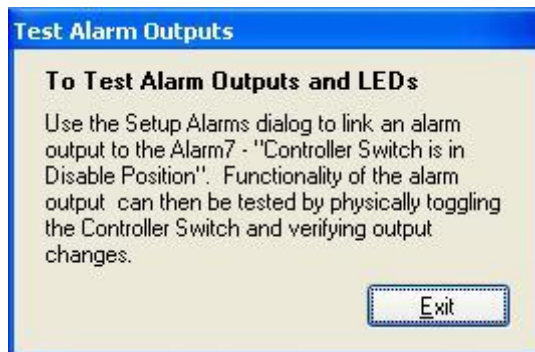 Test Alarm Outputs
To Test Alarm Outputs and LEDs
Use the Setup Alarms dialog to link an alarm
output to the Alarm7 - "Controller Switch is in
Disable Position". Functionality of the alarm
output can then be tested by physically toggling
the Controller Switch and verifying output
changes.
Exit